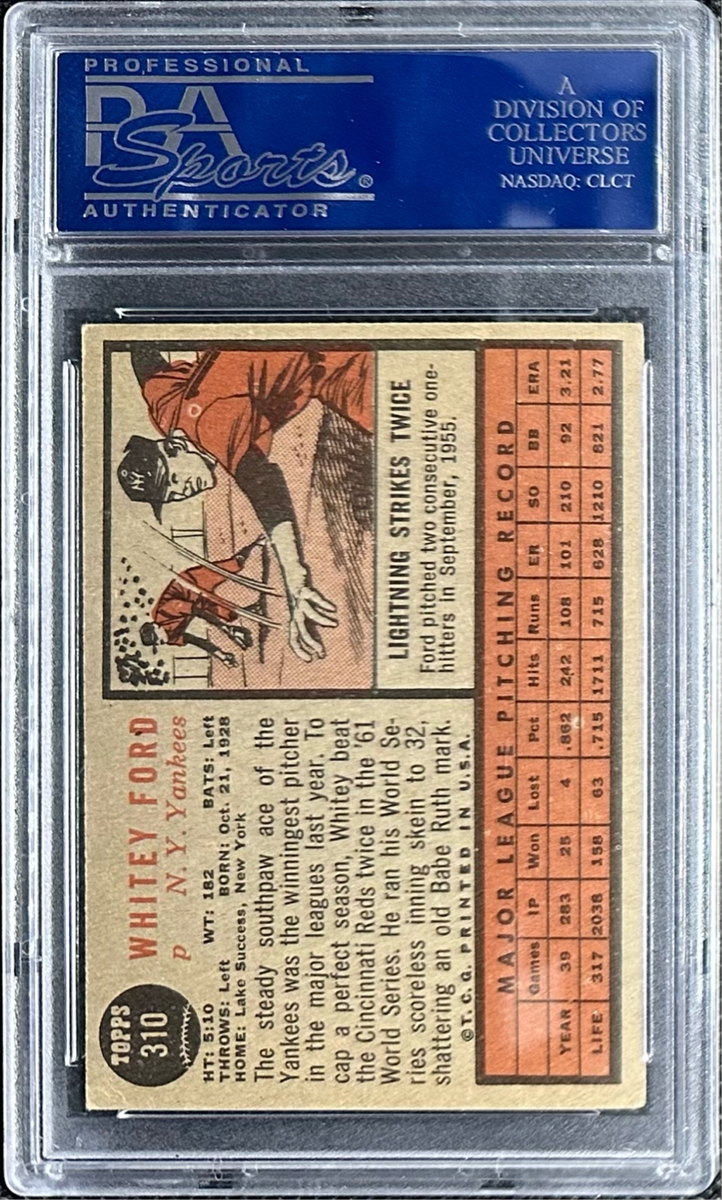 PROFESSIONAL
PSA
Sports®
AUTHENTICATOR
A
DIVISION OF
COLLECTORS
UNIVERSE
NASDAQ: CLCT
TOPPS
310
WHITEY FORD
p N. Y. Yankees
HT: 5:10 WT: 182 BATS: Left
THROWS: Left BORN: Oct. 21, 1928
HOME: Lake Success, New York
The steady southpaw ace of the
Yankees was the winningest pitcher
in the major leagues last year. To
cap a perfect season, Whitey beat
the Cincinnati Reds twice in the '61
World Series. He ran his World Se-
ries scoreless inning skein to 32,
shattering an old Babe Ruth mark.
©T.C.G. PRINTED IN U.S.A.
NY
LIGHTNING STRIKES TWICE
Ford pitched two consecutive one-
hitters in September, 1955.
MAJOR LEAGUE PITCHING RECORD
Games IP Won Lost Pct Hits Runs ER SO BB ERA
YEAR 39 283 25 4 .862 242 108 101 210 92 3.21
LIFE 317 2038 158 63 .715 1711 715 628 1210 821 2.77